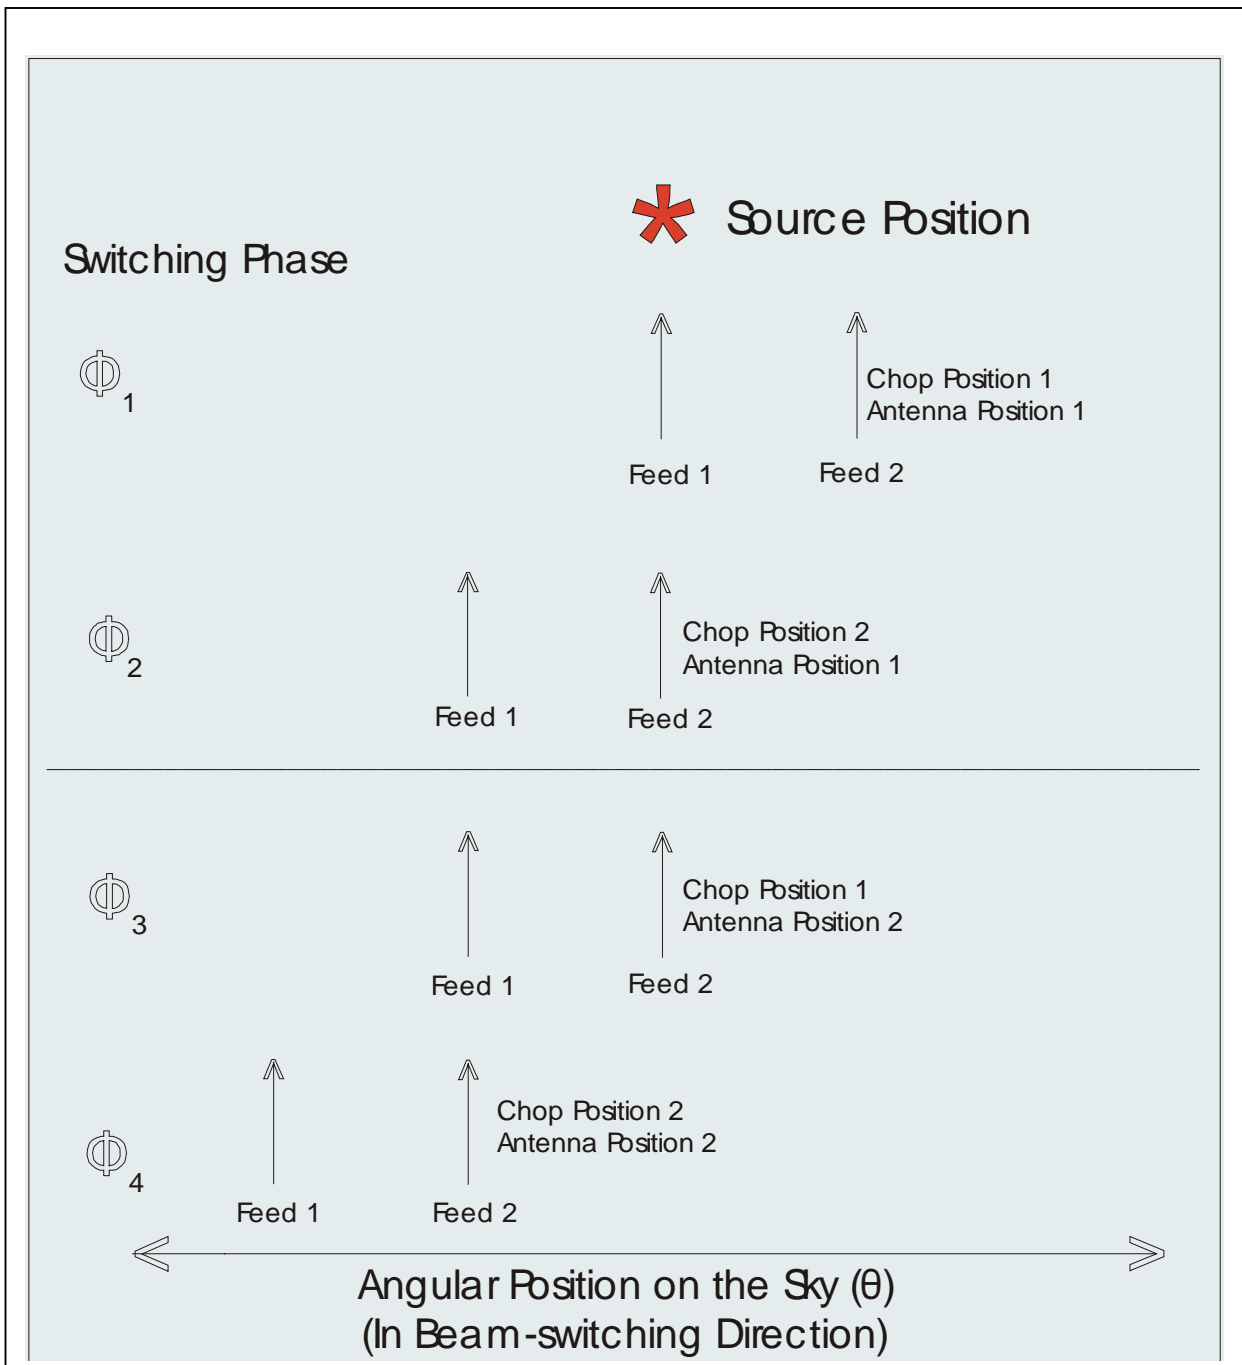 Source Position
Switching Phase
Φ1
Chop Position 1
Antenna Position 1
Feed 1
Feed 2
Φ2
Chop Position 2
Antenna Position 1
Feed 1
Feed 2
Φ3
Chop Position 1
Antenna Position 2
Feed 1
Feed 2
Φ4
Chop Position 2
Antenna Position 2
Feed 1
Feed 2
Angular Position on the Sky (θ)
(In Beam-switching Direction)